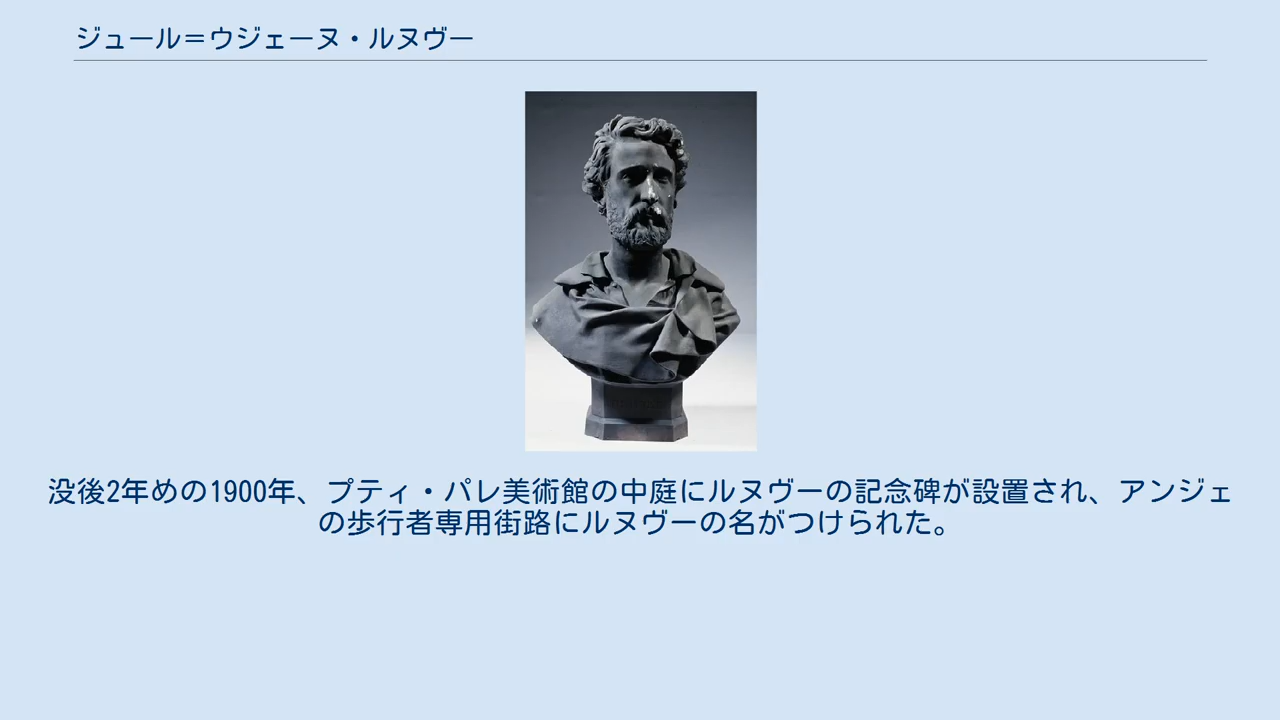 ジュール＝ウジェーヌ・ルヌヴー
没後2年めの1900年、プティ・パレ美術館の中庭にルヌヴーの記念碑が設置され、アンジェ
の歩行者専用街路にルヌヴーの名がつけられた。